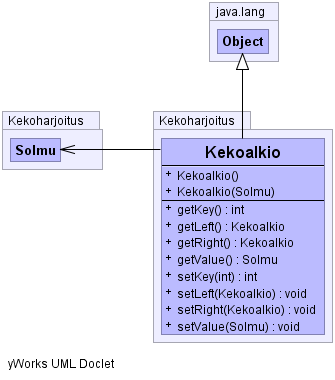 java.lang
Object
Kekoharjoitus
Solmu
Kekoharjoitus
Kekoalkio
+ Kekoalkio()
+ Kekoalkio(Solmu)
+ getKey() : int
+ getLeft() : Kekoalkio
+ getRight() : Kekoalkio
+ getValue() : Solmu
+ setKey(int) : int
+ setLeft(Kekoalkio) : void
+ setRight(Kekoalkio) : void
+ setValue(Solmu) : void
yWorks UML Doclet